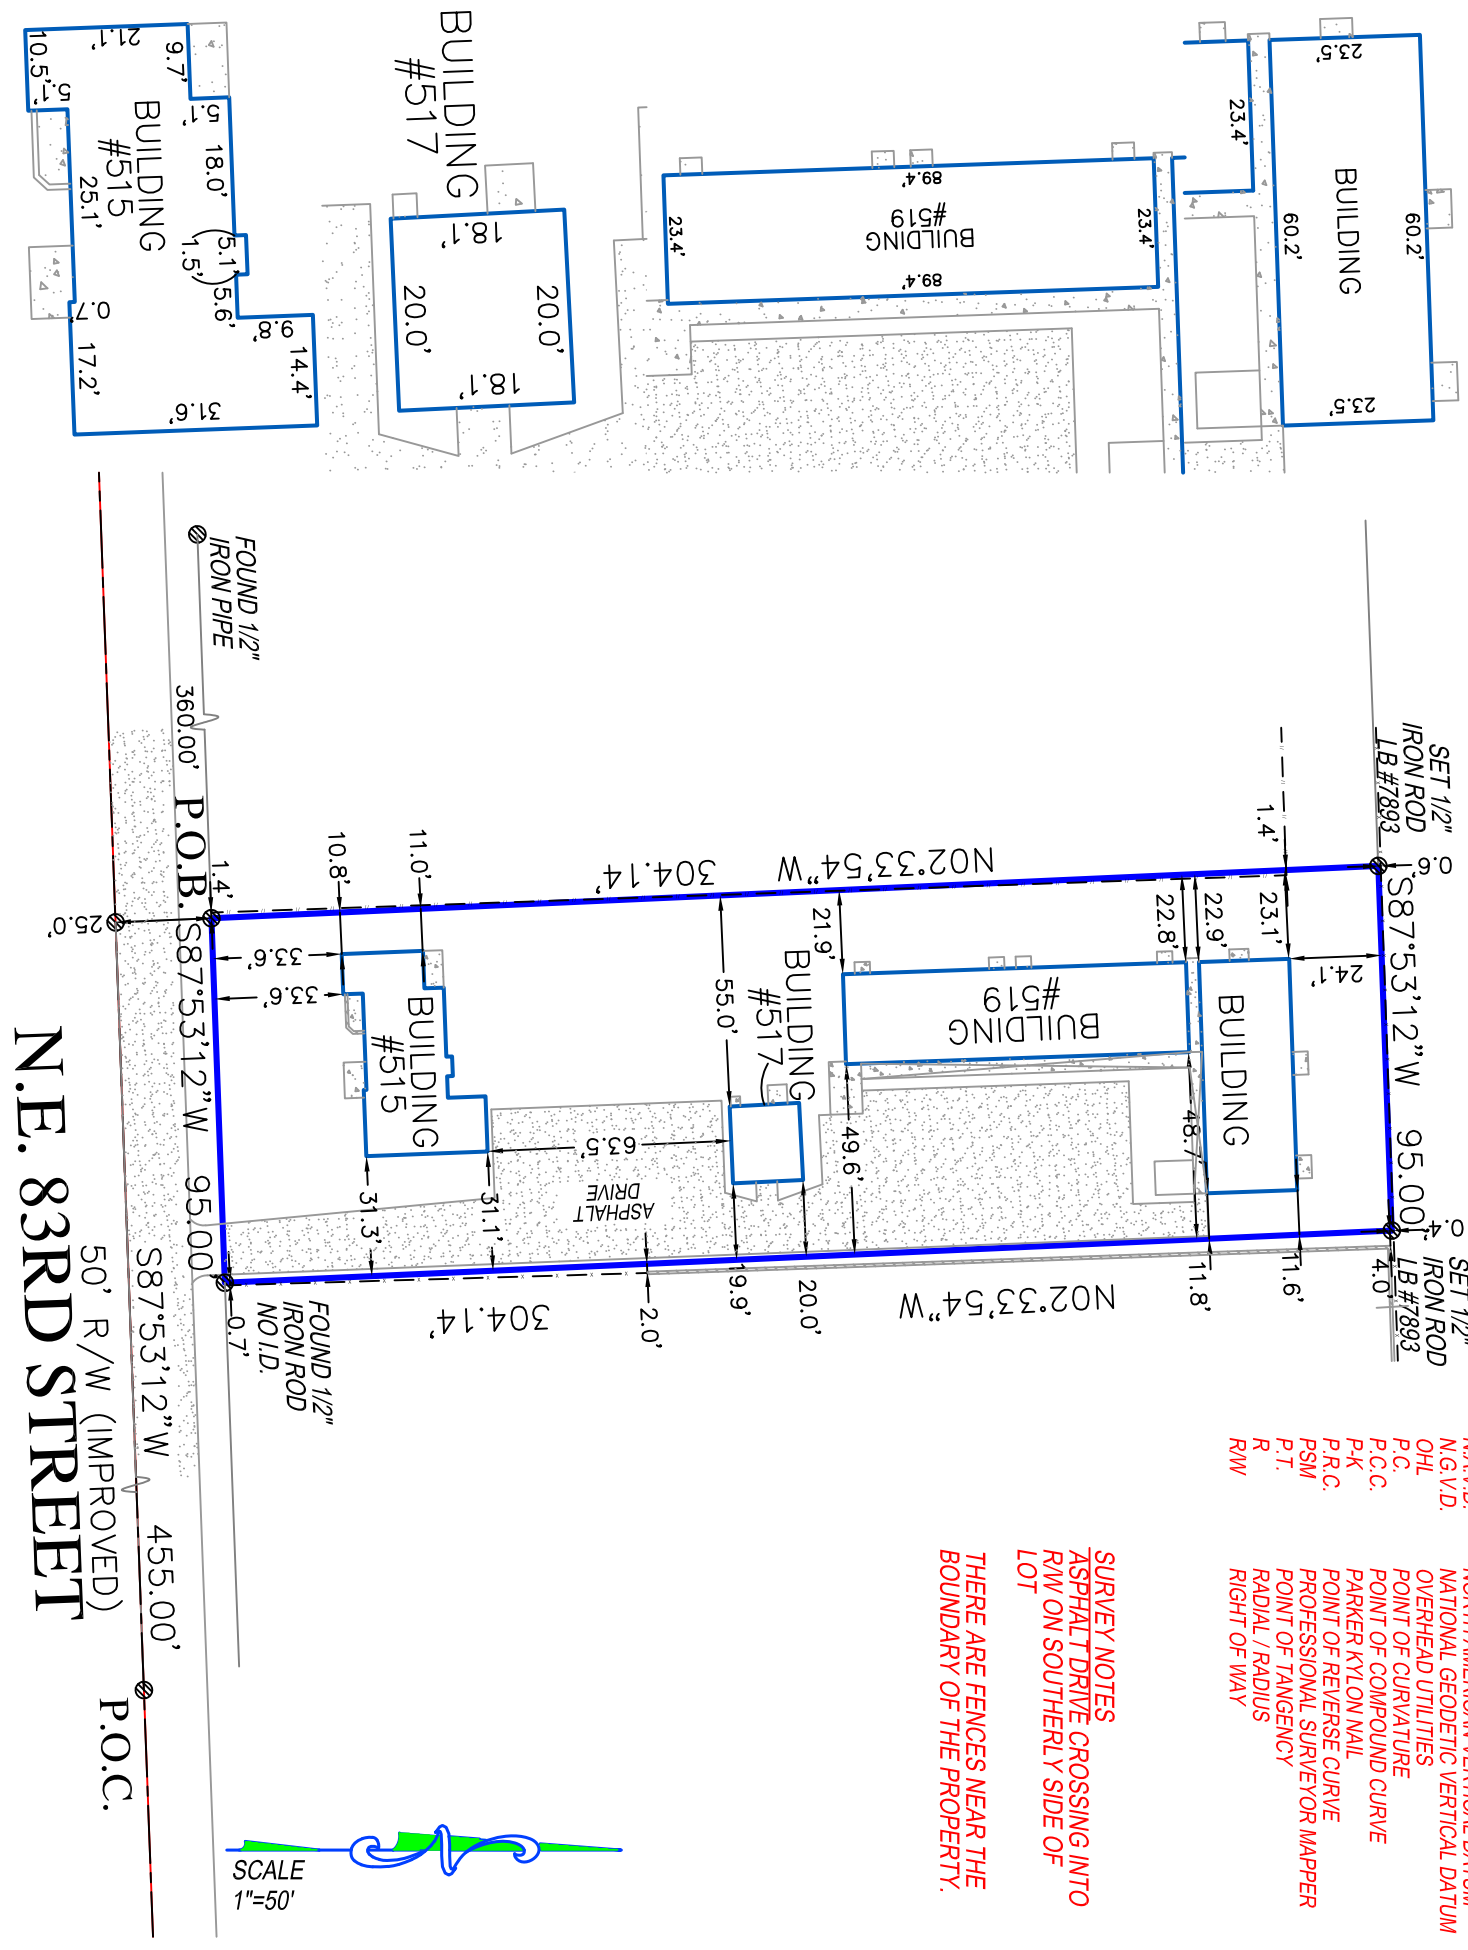 21.1'
10.5'
9.7'
5.1'
5.1'
BUILDING
#515
18.0'
25.1'
5.1'
1.5'
5.6'
0.7'
9.8'
17.2'
14.4'
31.6'
BUILDING
#517
18.1'
20.0'
20.0'
18.1'
89.4'
23.4'
BUILDING
#519
23.4'
89.4'
23.4'
23.5'
BUILDING
60.2'
60.2'
23.5'
FOUND 1/2"
IRON PIPE
360.00'
P.O.B.
25.0'
1.4'
10.8'
11.0'
304.14'
N02°33'54"W
1.4'
SET 1/2"
IRON ROD
LB #7893
0.6'
33.6'
33.6'
S87°53'12"W
95.00'
BUILDING
#515
31.3'
31.1'
63.5'
ASPHALT
DRIVE
55.0'
BUILDING
#517
21.9'
49.6'
BUILDING
#519
22.8'
22.9'
23.1'
24.1'
48.7'
BUILDING
S87°53'12"W
95.00'
0.4'
SET 1/2"
IRON ROD
LB #7893
4.0'
11.6'
11.8'
N02°33'54"W
20.0'
19.9'
2.0'
304.14'
0.7'
FOUND 1/2"
IRON ROD
NO I.D.
N.E. 83RD STREET
50' R/W (IMPROVED)
S87°53'12"W
455.00'
P.O.C.
N.G.V.D. NATIONAL GEODETIC VERTICAL DATUM
OHL OVERHEAD UTILITIES
P.C. POINT OF CURVATURE
P.C.C. POINT OF COMPOUND CURVE
P-K PARKER KYLON NAIL
P.R.C. POINT OF REVERSE CURVE
PSM PROFESSIONAL SURVEYOR MAPPER
P.T. POINT OF TANGENCY
R RADIAL / RADIUS
R/W RIGHT OF WAY
SURVEY NOTES
ASPHALT DRIVE CROSSING INTO
R/W ON SOUTHERLY SIDE OF
LOT
THERE ARE FENCES NEAR THE
BOUNDARY OF THE PROPERTY.
N
SCALE
1"=50'